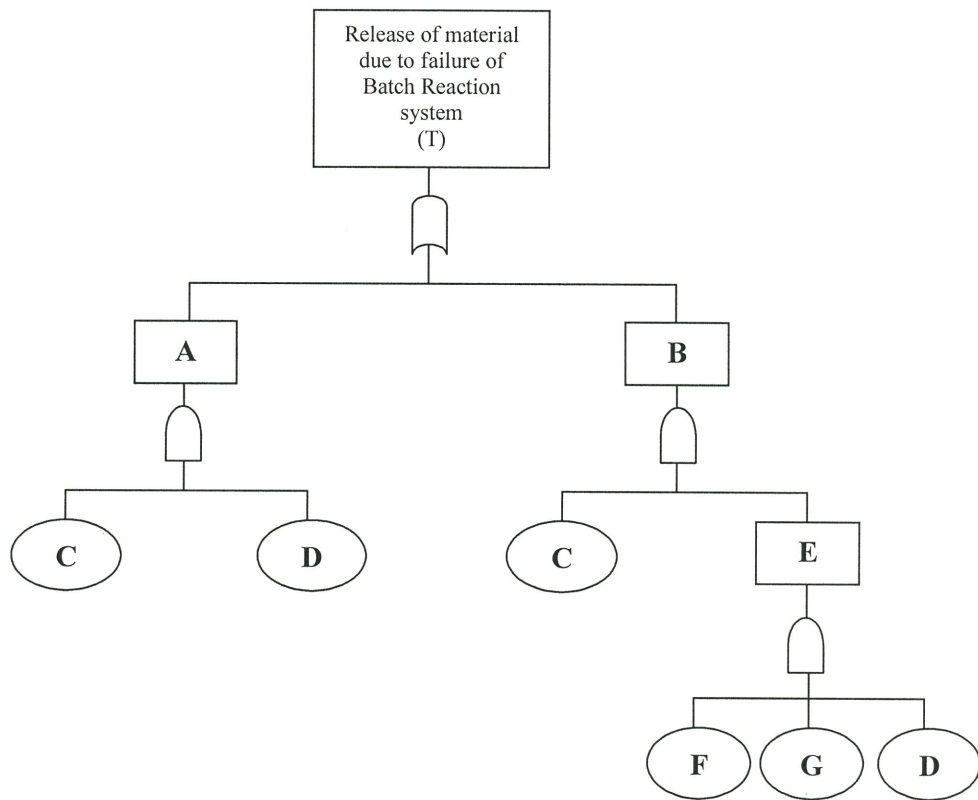 Release of material
due to failure of
Batch Reaction
system
(T)
A
B
C
D
C
E
F
G
D